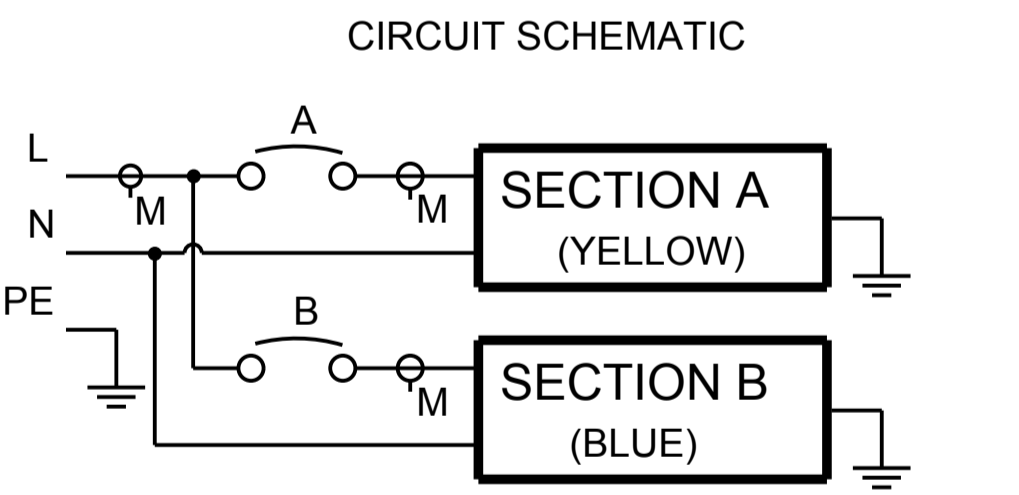 CIRCUIT SCHEMATIC
A
L
M
M
SECTION A
(YELLOW)
N
PE
B
M
SECTION B
(BLUE)